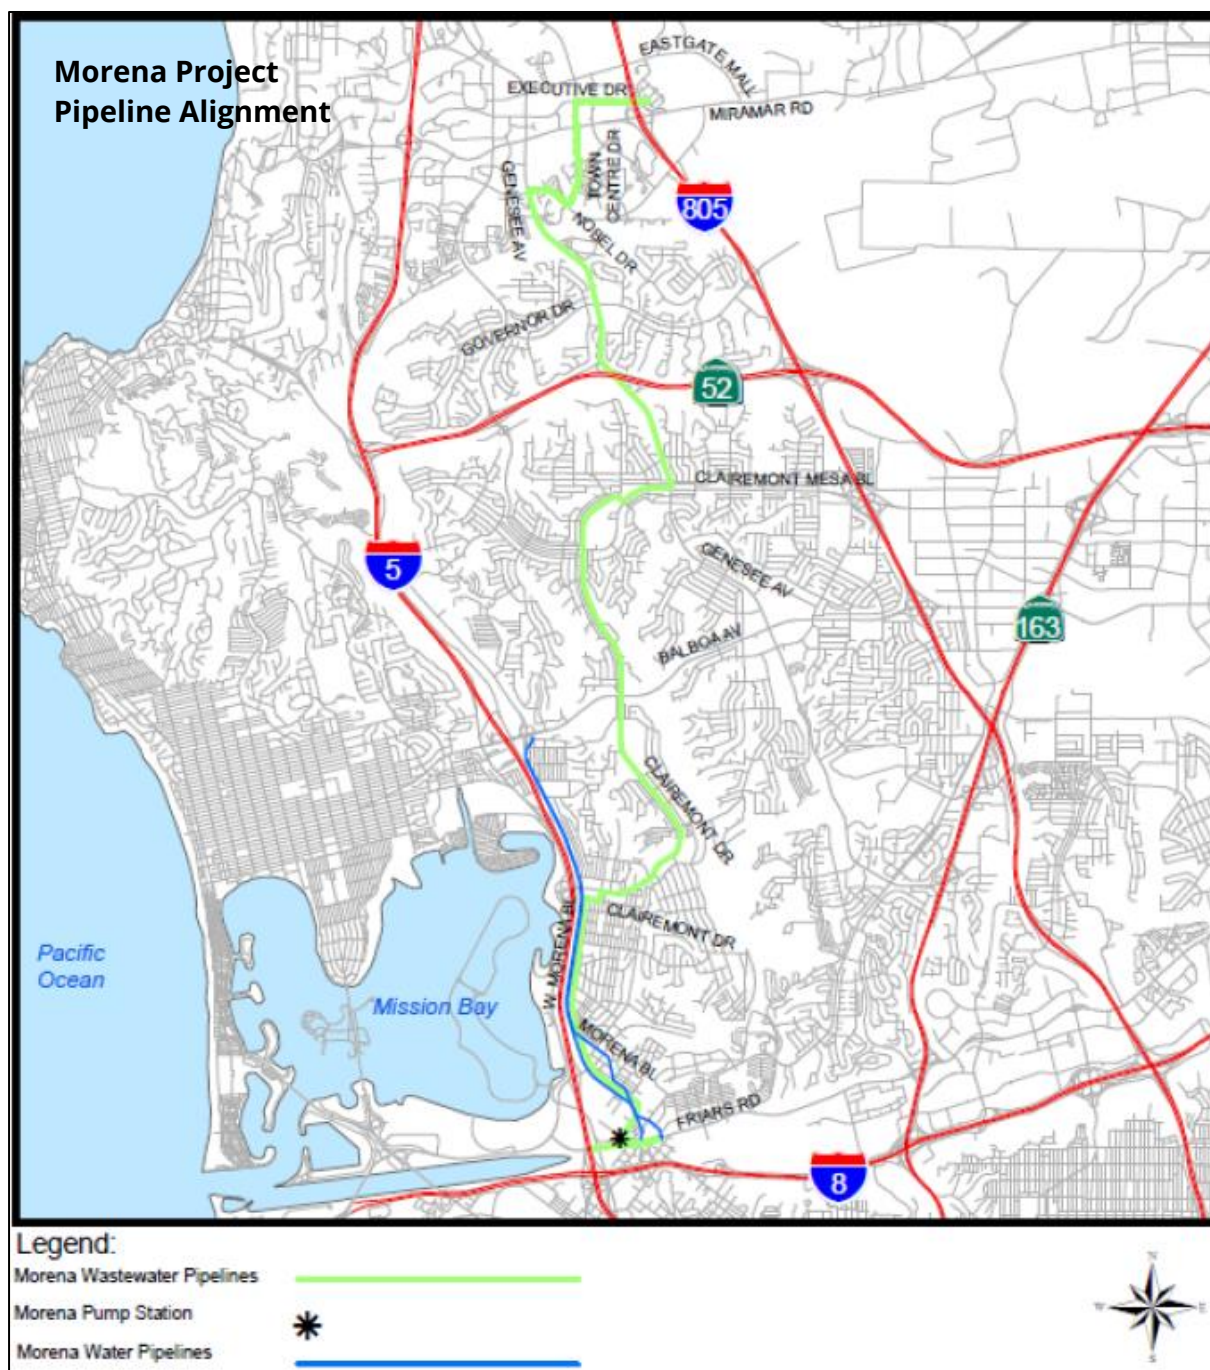 Morena Project
Pipeline Alignment
EASTGATE MALL
EXECUTIVE DR
MIRAMAR RD
TOWN
CENTRE DR
GENESEE AV
805
NOBEL DR
GOVERNOR DR
52
CLAIREMONT MESA BL
5
GENESEE AV
163
BALBOA AV
CLAIREMONT DR
CLAIREMONT DR
W MORENA BL
Pacific
Ocean
Mission Bay
MORENA BL
FRIARS RD
8
Legend:
Morena Wastewater Pipelines
Morena Pump Station
Morena Water Pipelines
N
W
E
S